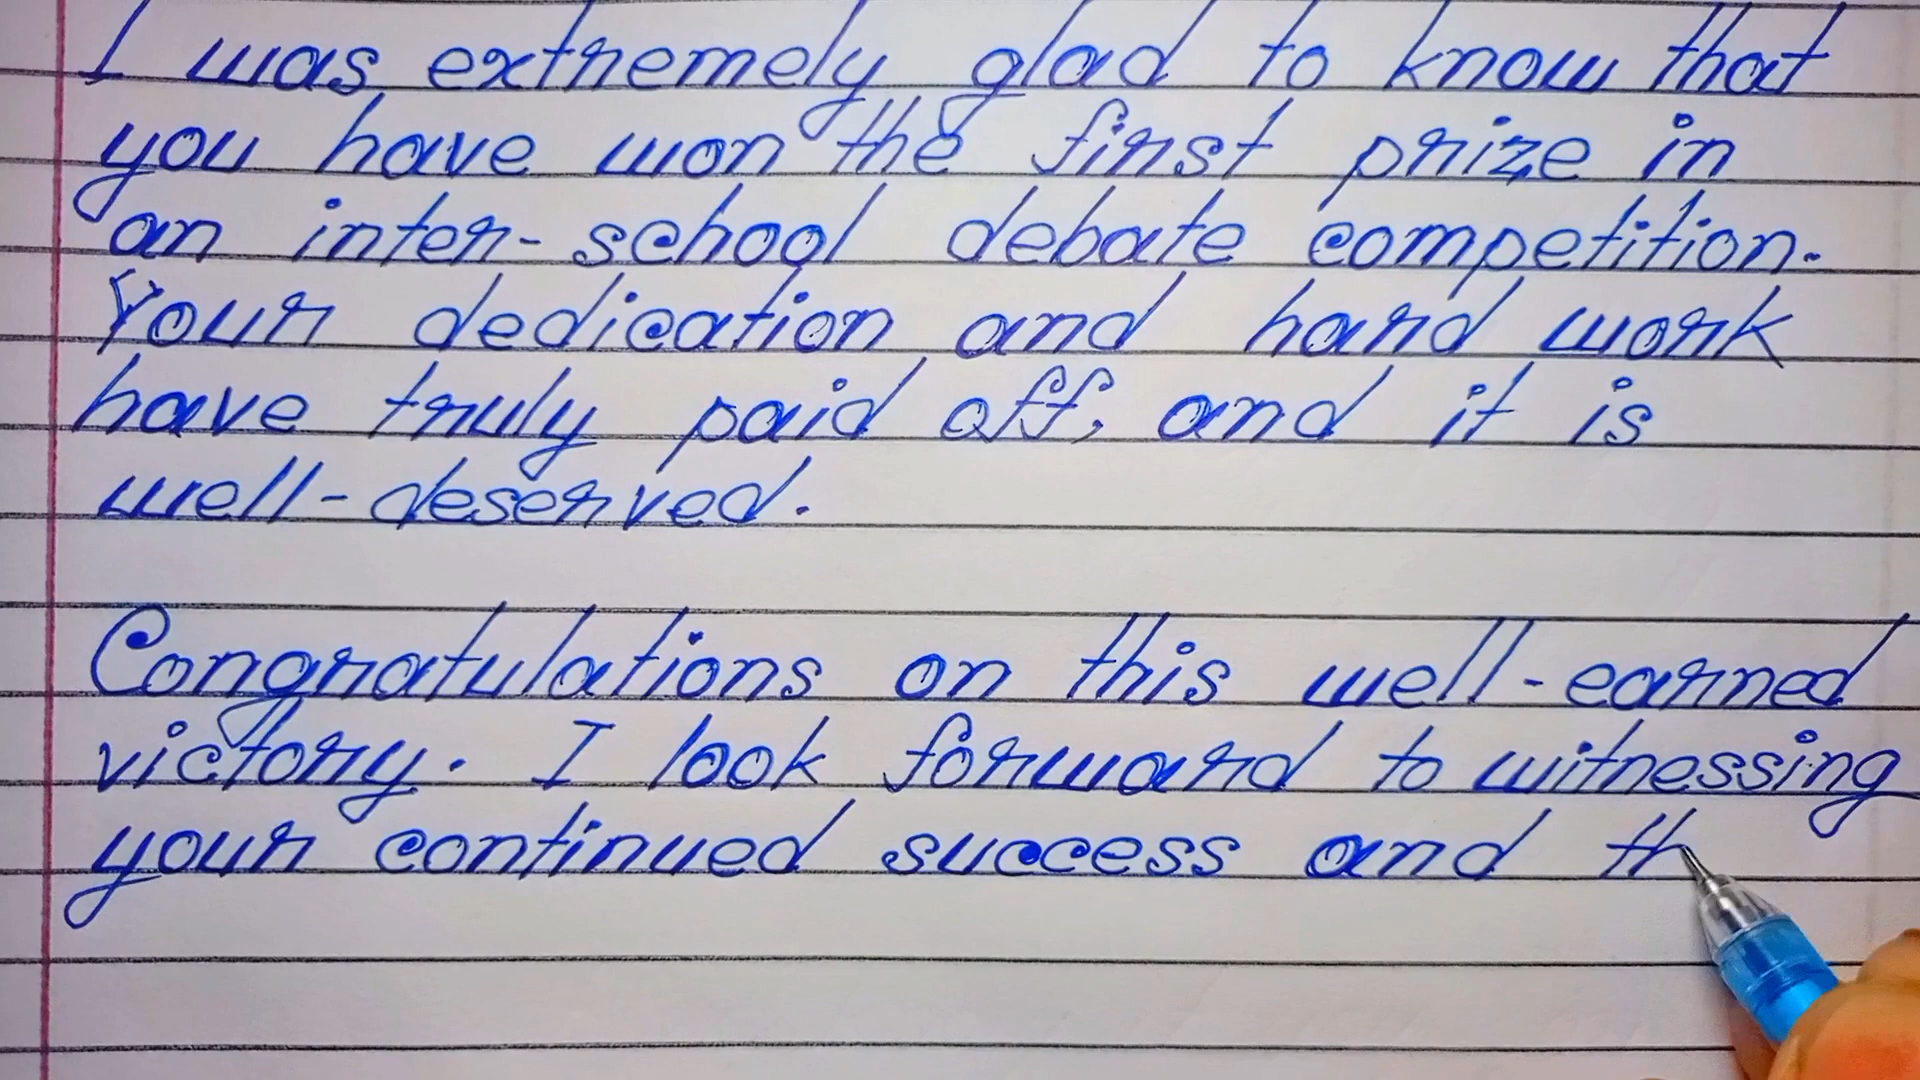 I was extremely glad to know that
you have won the first prize in
an inter-school debate competition.
Your dedication and hard work
have truly paid off, and it is
well-deserved.
Congratulations on this well-earned
victory. I look forward to witnessing
your continued success and th